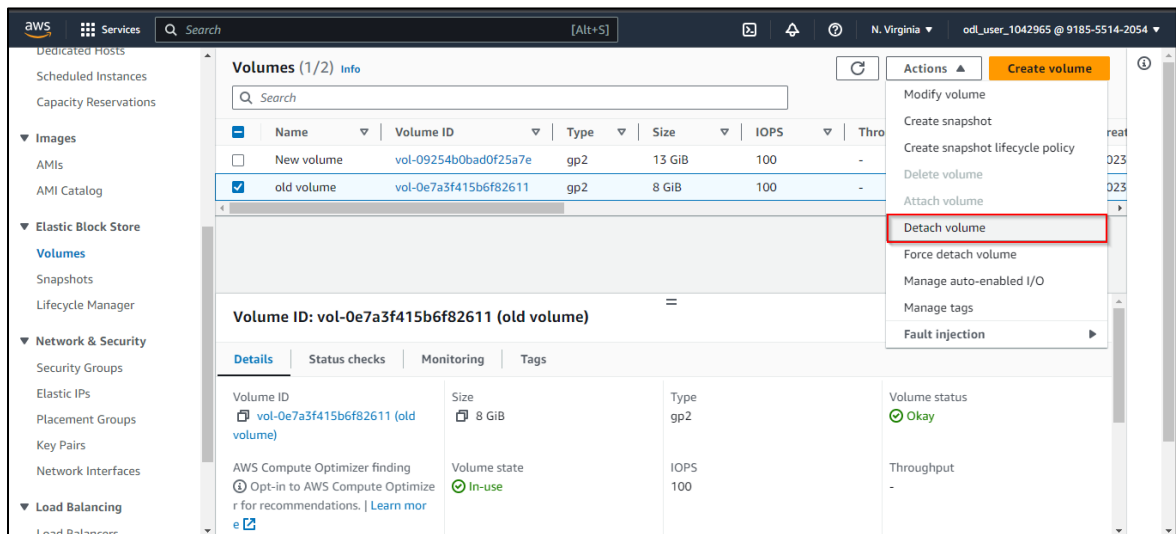 aws Services Search [Alt+S] N. Virginia ▼ odl_user_1042965 @ 9185-5514-2054 ▼
Dedicated Hosts
Scheduled Instances
Capacity Reservations
▼ Images
AMIs
AMI Catalog
▼ Elastic Block Store
Volumes
Snapshots
Lifecycle Manager
▼ Network & Security
Security Groups
Elastic IPs
Placement Groups
Key Pairs
Network Interfaces
▼ Load Balancing
Load Balancers
Volumes (1/2) Info
Actions ▲ Create volume
Search
Name Volume ID Type Size IOPS Thro
New volume vol-09254b0bad0f25a7e gp2 13 GiB 100 - 023
old volume vol-0e7a3f415b6f82611 gp2 8 GiB 100 - 023
Modify volume
Create snapshot
Create snapshot lifecycle policy
Delete volume
Attach volume
Detach volume
Force detach volume
Manage auto-enabled I/O
Manage tags
Fault injection
Volume ID: vol-0e7a3f415b6f82611 (old volume)
Details Status checks Monitoring Tags
Volume ID Size Type Volume status
vol-0e7a3f415b6f82611 (old 8 GiB gp2 Okay
volume)
AWS Compute Optimizer finding Volume state IOPS Throughput
Opt-in to AWS Compute Optimize In-use 100 -
r for recommendations. | Learn mor
e